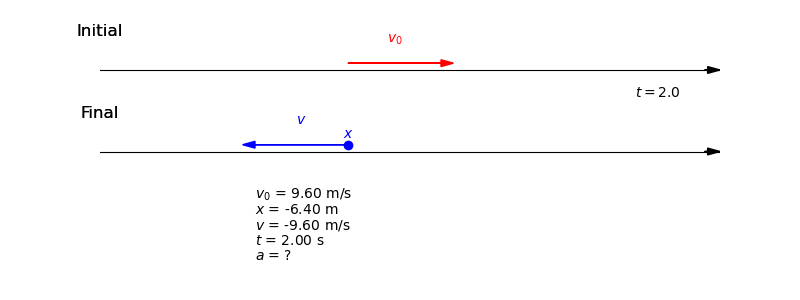 Initial
v₀
t = 2.0
Final
v
x
v₀ = 9.60 m/s
x = -6.40 m
v = -9.60 m/s
t = 2.00 s
a = ?